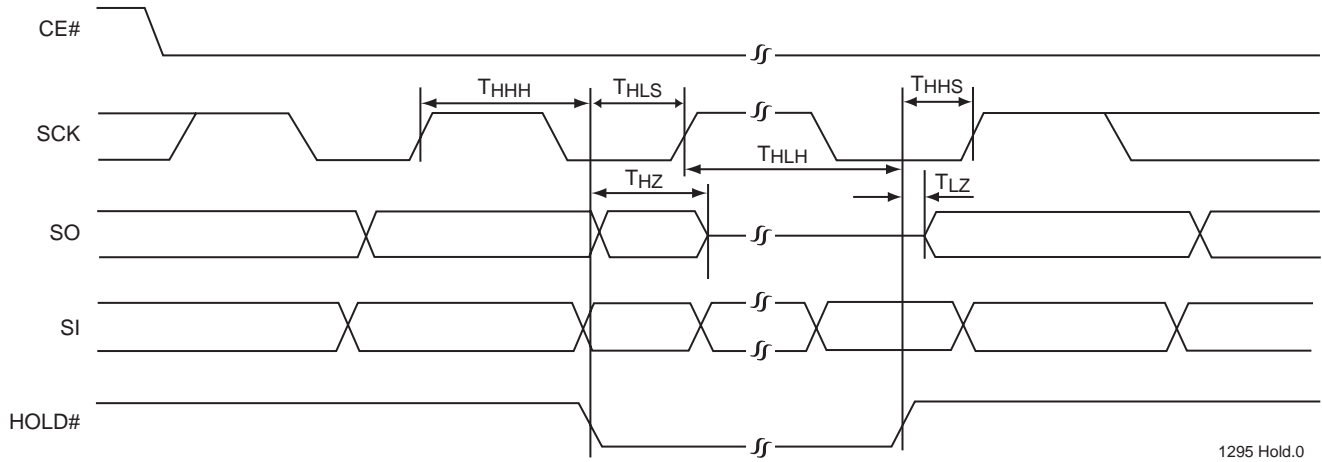 CE#
THHH
THLS
THHS
SCK
THLH
THZ
TLZ
SO
SI
HOLD#
1295 Hold.0